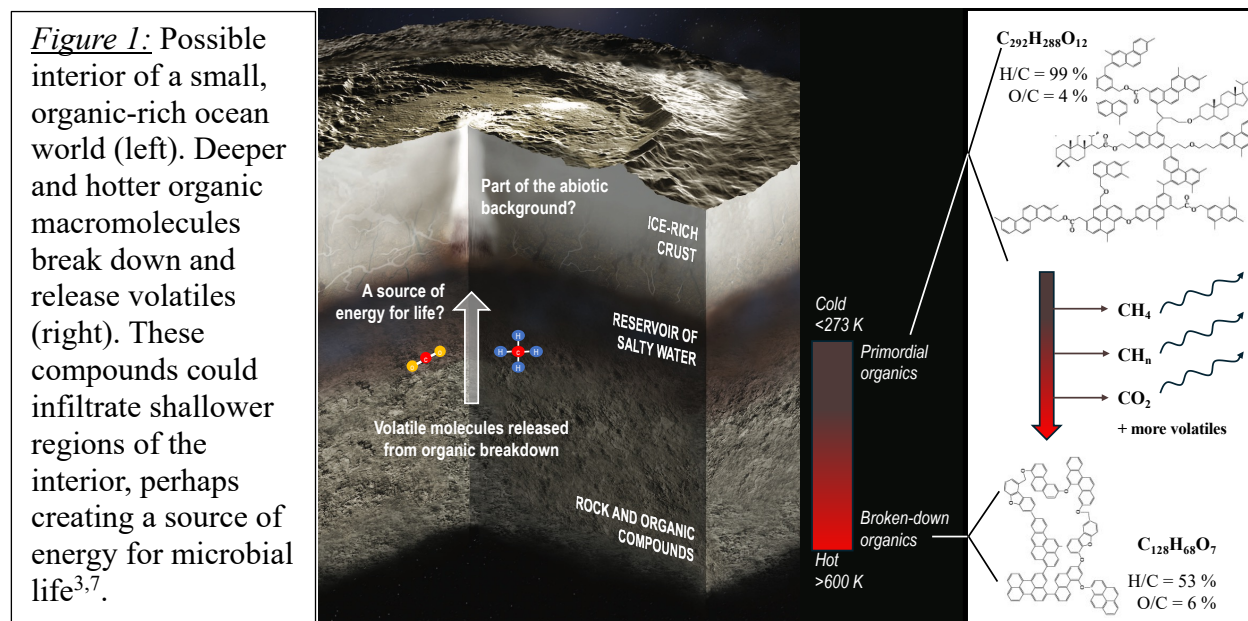 Figure 1: Possible
interior of a small,
organic-rich ocean
world (left). Deeper
and hotter organic
macromolecules
break down and
release volatiles
(right). These
compounds could
infiltrate shallower
regions of the
interior, perhaps
creating a source of
energy for microbial
life³,⁷.
Part of the abiotic
background?
ICE-RICH
CRUST
A source of
energy for life?
RESERVOIR OF
SALTY WATER
O C O
H
H C H
H
Volatile molecules released
from organic breakdown
ROCK AND ORGANIC
COMPOUNDS
Cold
<273 K
Primordial
organics
Broken-down
organics
Hot
>600 K
C₂₉₂H₂₈₈O₁₂
H/C = 99 %
O/C = 4 %
CH₄
CHₙ
CO₂
+ more volatiles
C₁₂₈H₆₈O₇
H/C = 53 %
O/C = 6 %